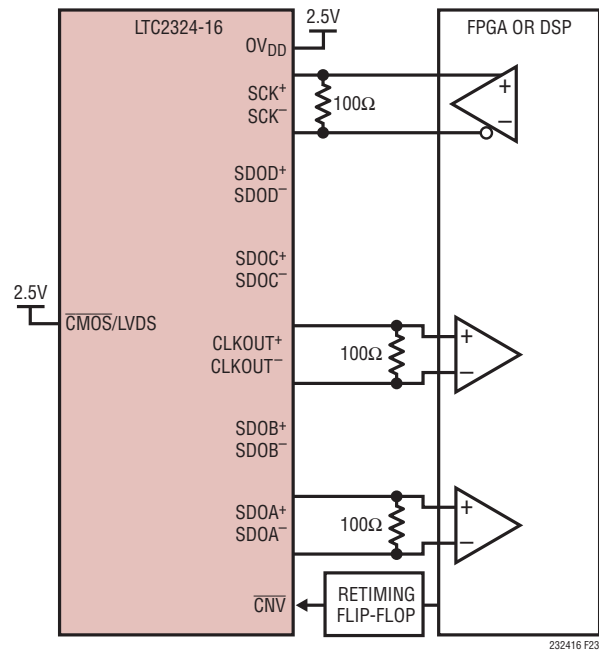 LTC2324-16
2.5V
FPGA OR DSP
OVDD
SCK+
SCK–
100Ω
+
–
SDOD+
SDOD–
SDOC+
SDOC–
2.5V
CMOS/LVDS
CLKOUT+
CLKOUT–
100Ω
+
–
SDOB+
SDOB–
SDOA+
SDOA–
100Ω
+
–
CNV
RETIMING
FLIP-FLOP
232416 F23